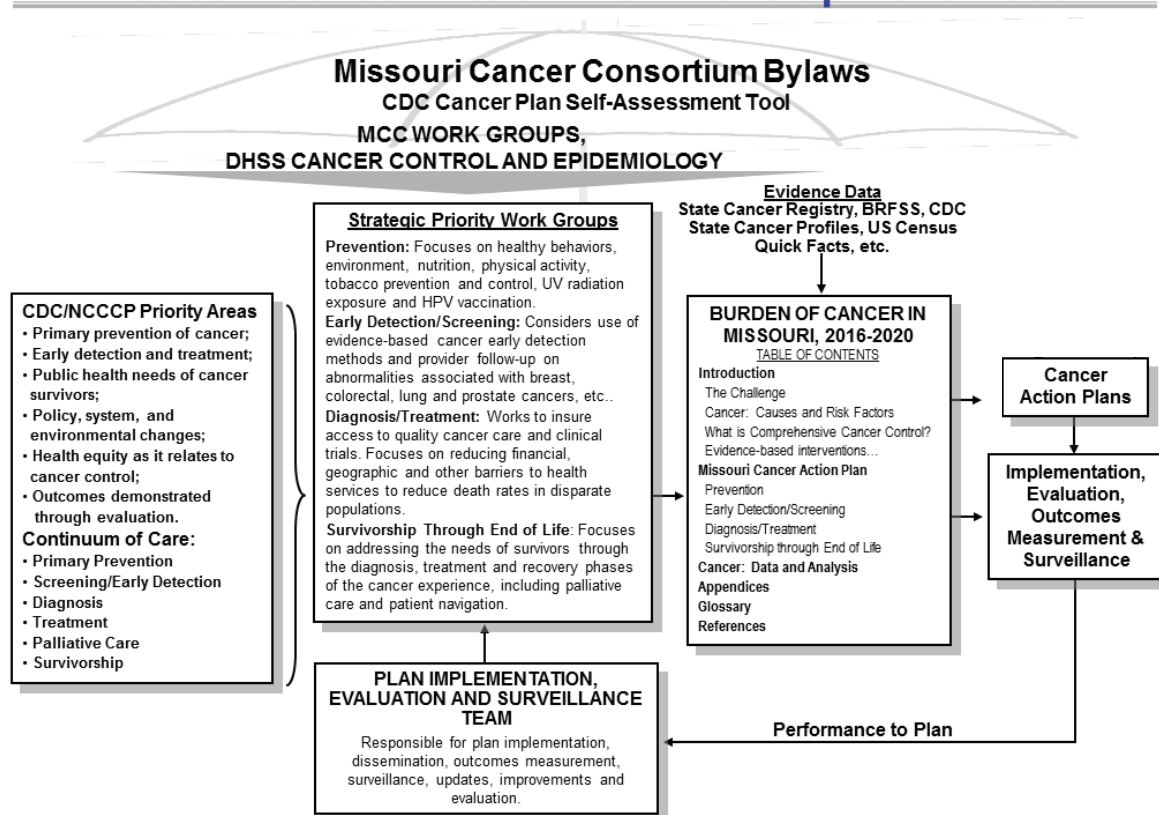 Missouri Cancer Consortium Bylaws
CDC Cancer Plan Self-Assessment Tool
MCC WORK GROUPS,
DHSS CANCER CONTROL AND EPIDEMIOLOGY
CDC/NCCCP Priority Areas
• Primary prevention of cancer;
• Early detection and treatment;
• Public health needs of cancer
survivors;
• Policy, system, and
environmental changes;
• Health equity as it relates to
cancer control;
• Outcomes demonstrated
through evaluation.
Continuum of Care:
• Primary Prevention
• Screening/Early Detection
• Diagnosis
• Treatment
• Palliative Care
• Survivorship
Strategic Priority Work Groups
Prevention: Focuses on healthy behaviors,
environment, nutrition, physical activity,
tobacco prevention and control, UV radiation
exposure and HPV vaccination.
Early Detection/Screening: Considers use of
evidence-based cancer early detection
methods and provider follow-up on
abnormalities associated with breast,
colorectal, lung and prostate cancers, etc..
Diagnosis/Treatment: Works to insure
access to quality cancer care and clinical
trials. Focuses on reducing financial,
geographic and other barriers to health
services to reduce death rates in disparate
populations.
Survivorship Through End of Life: Focuses
on addressing the needs of survivors through
the diagnosis, treatment and recovery phases
of the cancer experience, including palliative
care and patient navigation.
Evidence Data
State Cancer Registry, BRFSS, CDC
State Cancer Profiles, US Census
Quick Facts, etc.
BURDEN OF CANCER IN
MISSOURI, 2016-2020
TABLE OF CONTENTS
Introduction
The Challenge
Cancer: Causes and Risk Factors
What is Comprehensive Cancer Control?
Evidence-based interventions…
Missouri Cancer Action Plan
Prevention
Early Detection/Screening
Diagnosis/Treatment
Survivorship through End of Life
Cancer: Data and Analysis
Appendices
Glossary
References
Cancer
Action Plans
Implementation,
Evaluation,
Outcomes
Measurement &
Surveillance
PLAN IMPLEMENTATION,
EVALUATION AND SURVEILLANCE
TEAM
Responsible for plan implementation,
dissemination, outcomes measurement,
surveillance, updates, improvements and
evaluation.
Performance to Plan